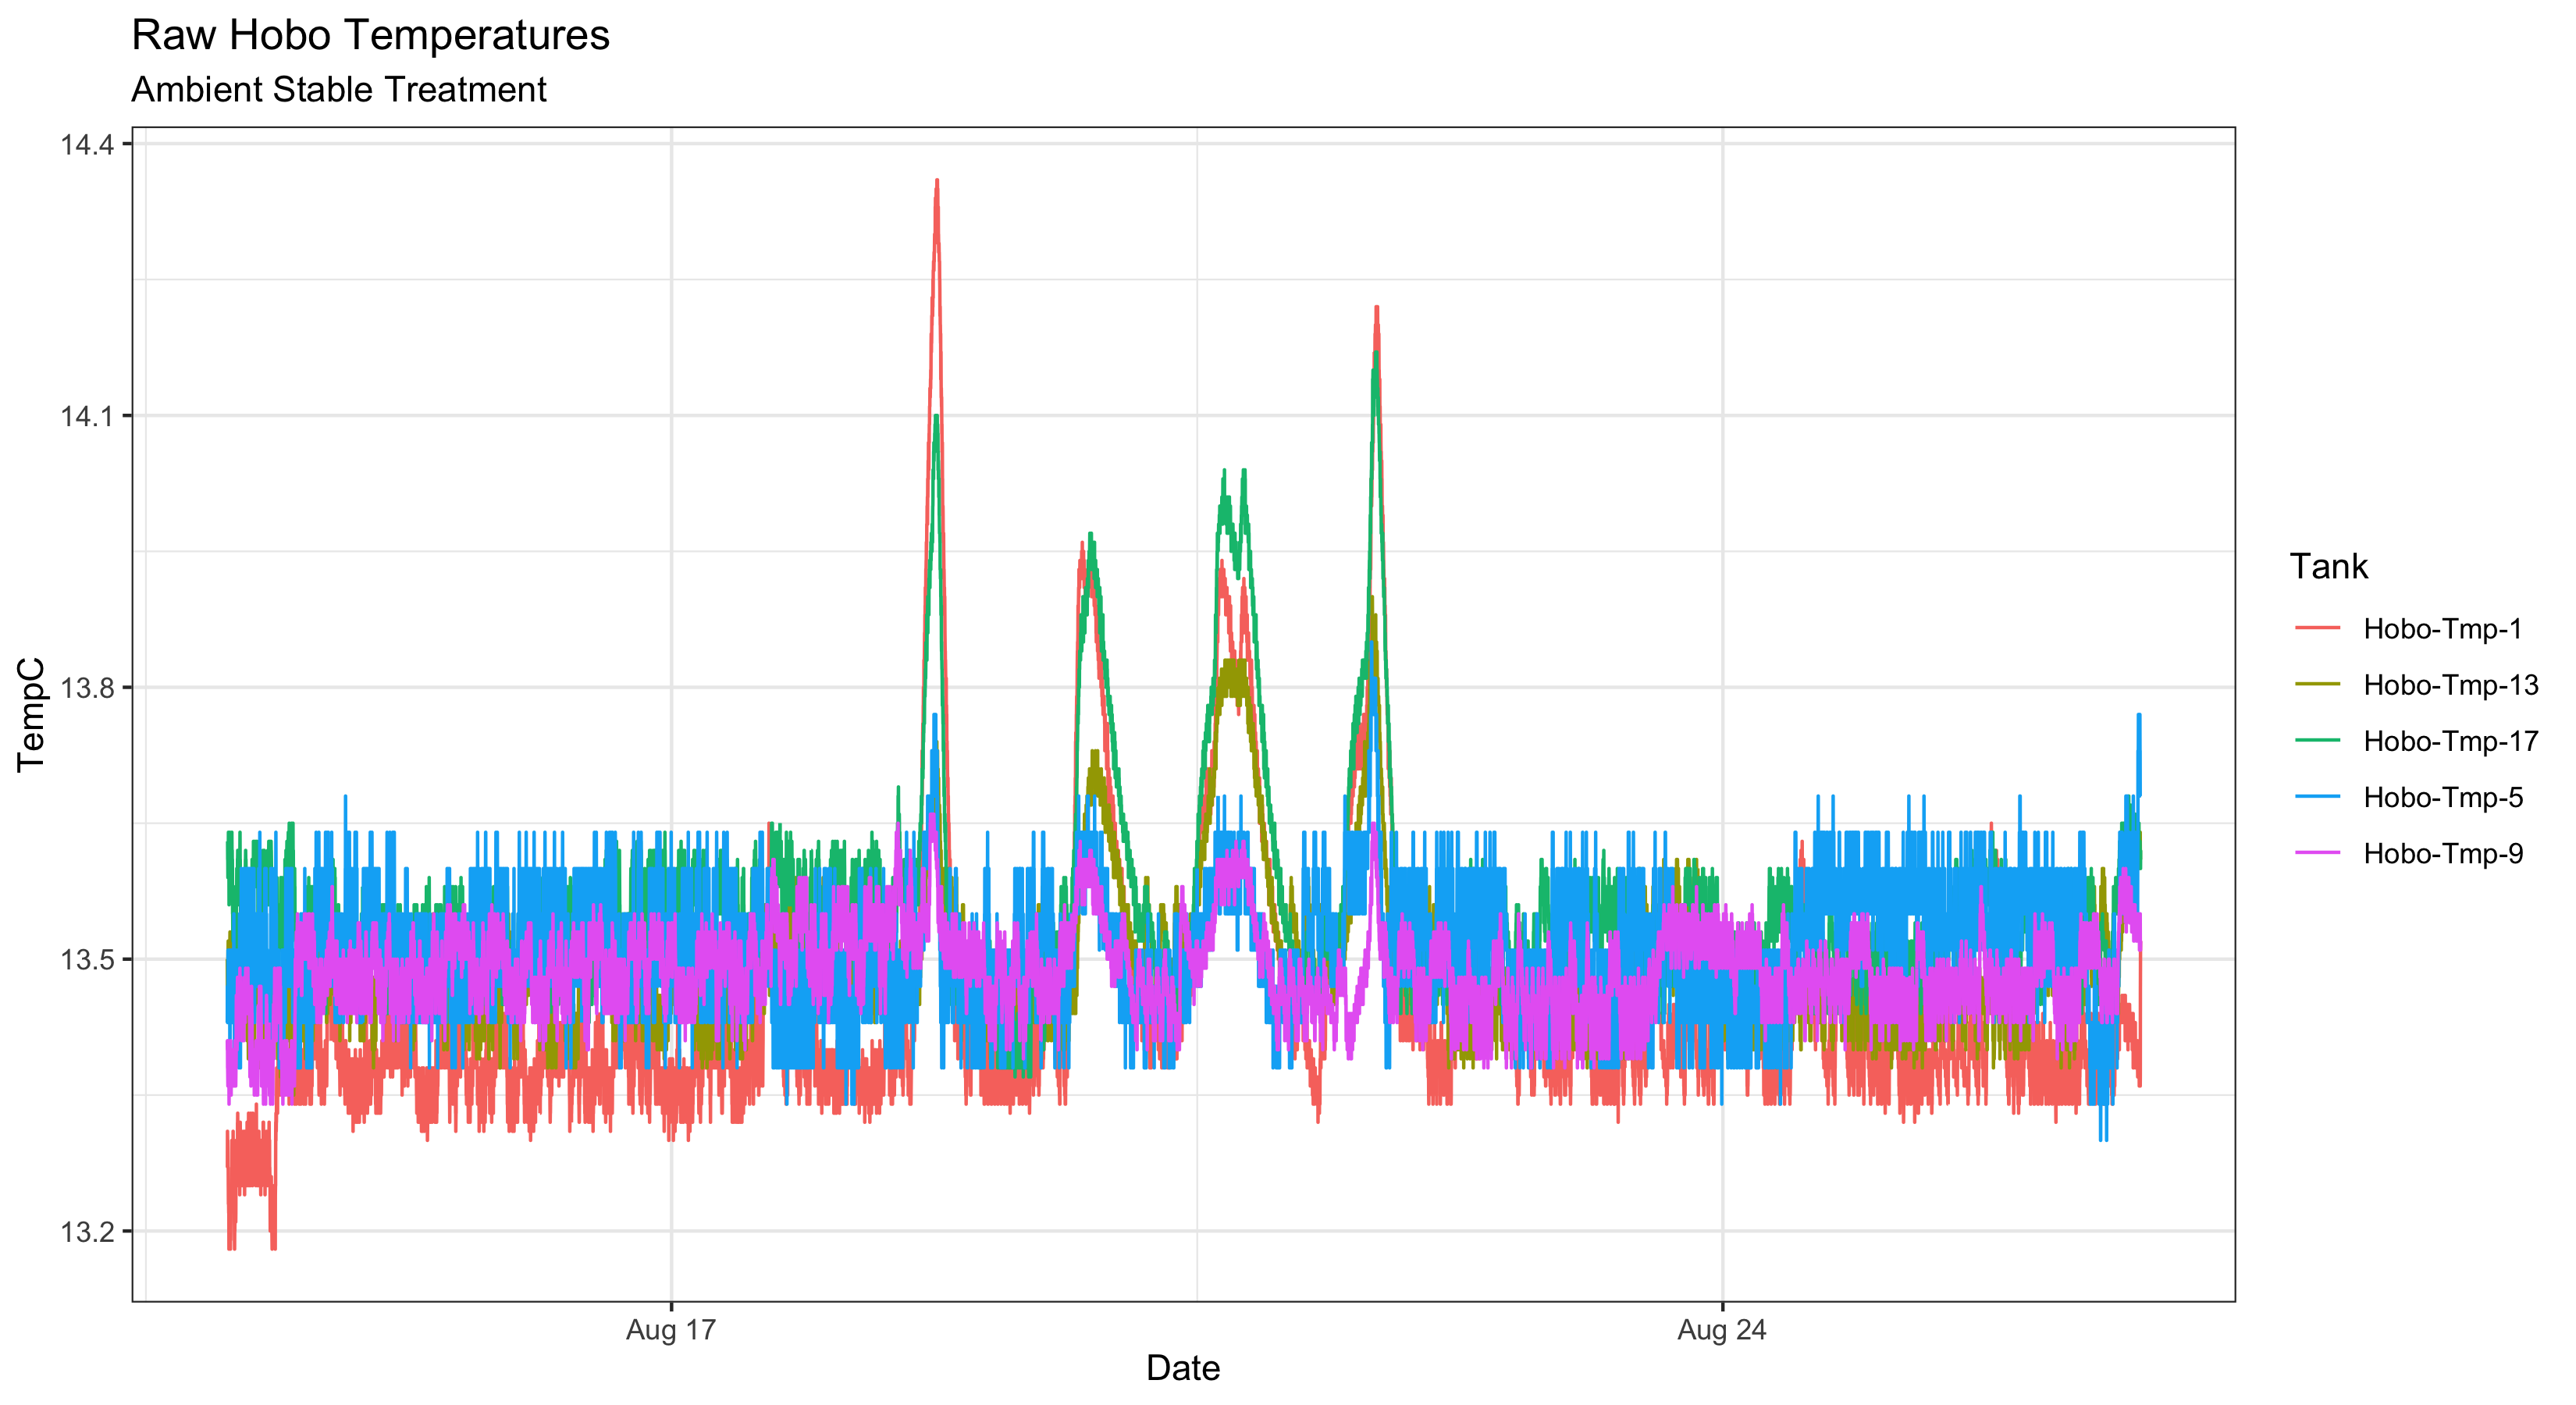 Raw Hobo Temperatures
Ambient Stable Treatment
14.4
14.1
13.8
13.5
13.2
TempC
Aug 17
Aug 24
Date
Tank
Hobo-Tmp-1
Hobo-Tmp-13
Hobo-Tmp-17
Hobo-Tmp-5
Hobo-Tmp-9